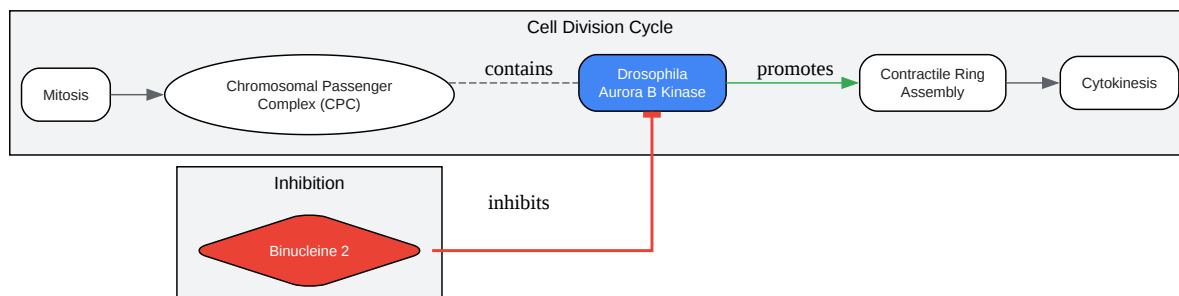 Cell Division Cycle
Mitosis
Chromosomal Passenger
Complex (CPC)
contains
Drosophila
Aurora B Kinase
promotes
Contractile Ring
Assembly
Cytokinesis
Inhibition
inhibits
Binucleine 2